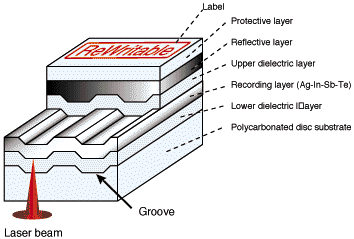 Label
ReWritable
Protective layer
Reflective layer
Upper dielectric layer
Recording layer (Ag-In-Sb-Te)
Lower dielectric l□layer
Polycarbonated disc substrate
Groove
Laser beam